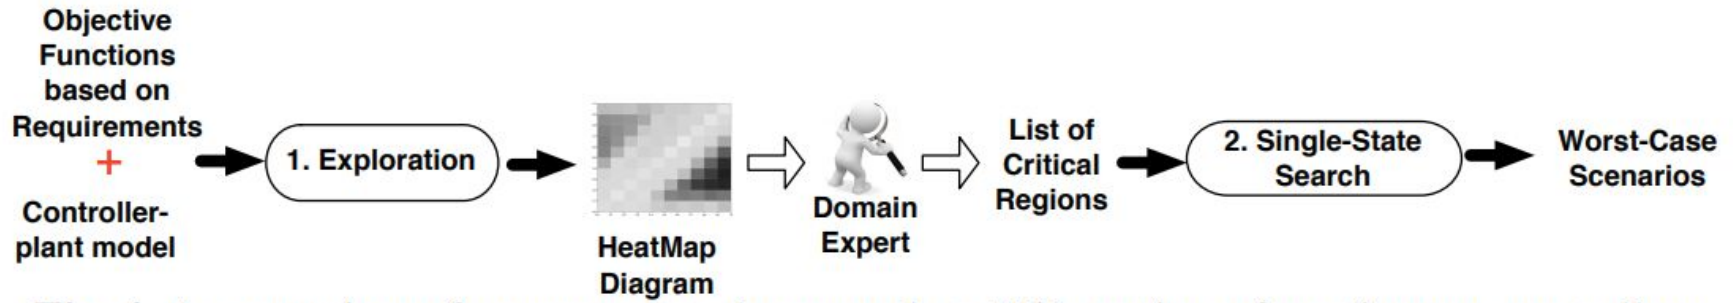 Objective
Functions
based on
Requirements
+
Controller-
plant model
1. Exploration
HeatMap
Diagram
Domain
Expert
List of
Critical
Regions
2. Single-State
Search
Worst-Case
Scenarios